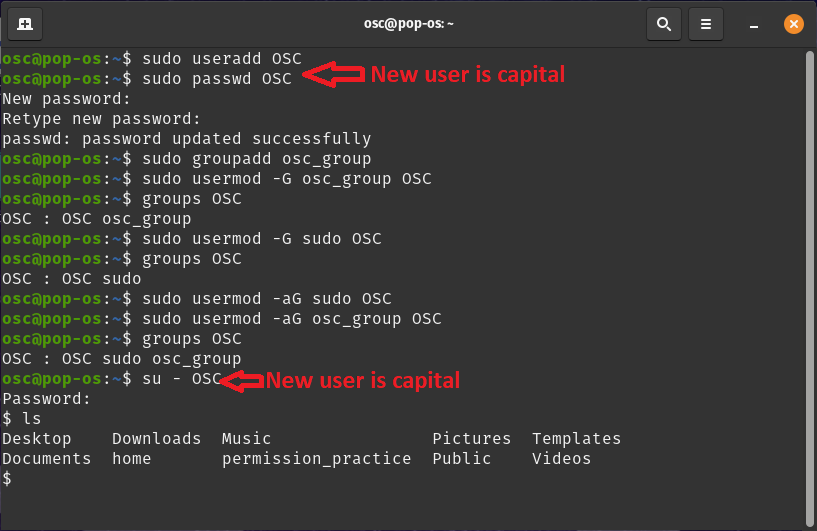 osc@pop-os: ~
osc@pop-os:~$ sudo useradd OSC
osc@pop-os:~$ sudo passwd OSC
New user is capital
New password:
Retype new password:
passwd: password updated successfully
osc@pop-os:~$ sudo groupadd osc_group
osc@pop-os:~$ sudo usermod -G osc_group OSC
osc@pop-os:~$ groups OSC
OSC : OSC osc_group
osc@pop-os:~$ sudo usermod -G sudo OSC
osc@pop-os:~$ groups OSC
OSC : OSC sudo
osc@pop-os:~$ sudo usermod -aG sudo OSC
osc@pop-os:~$ sudo usermod -aG osc_group OSC
osc@pop-os:~$ groups OSC
OSC : OSC sudo osc_group
osc@pop-os:~$ su - OSC
New user is capital
Password:
$ ls
Desktop    Downloads  Music                Pictures  Templates
Documents  home       permission_practice  Public    Videos
$